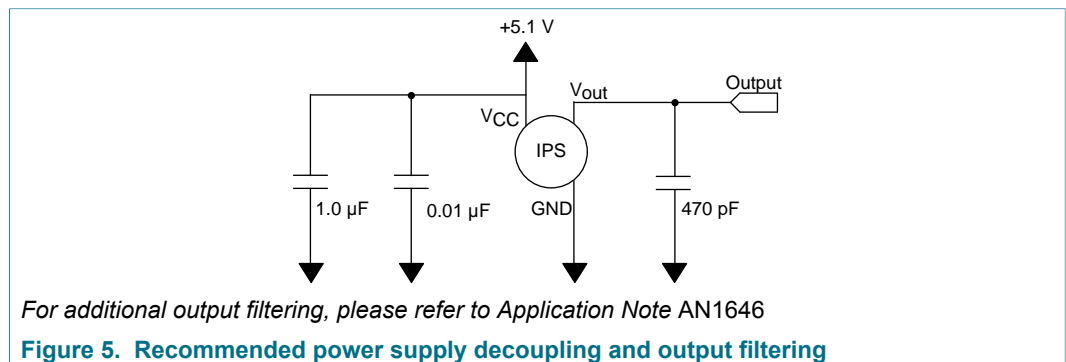 +5.1 V
Vout
Output
VCC
IPS
1.0 µF
0.01 µF
GND
470 pF
For additional output filtering, please refer to Application Note AN1646
Figure 5. Recommended power supply decoupling and output filtering